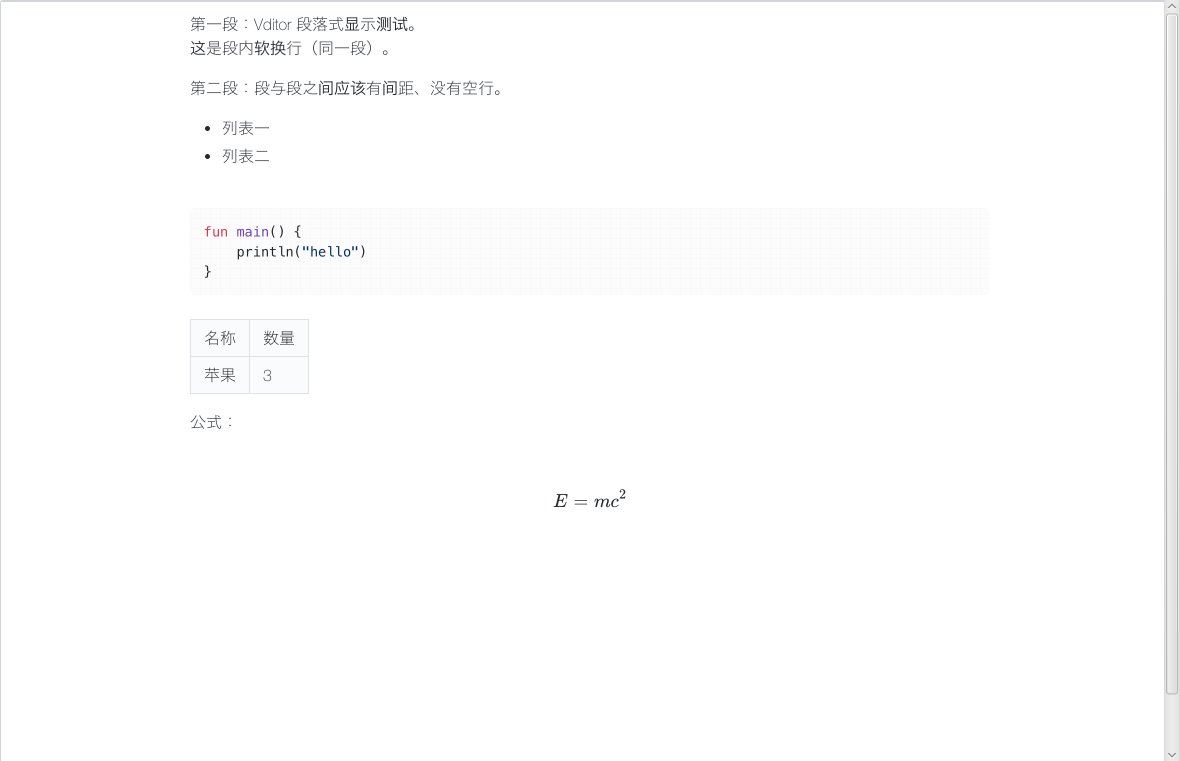 第一段：Vditor 段落式显示测试。
这是段内软换行（同一段）。
第二段：段与段之间应该有间距、没有空行。
• 列表一
• 列表二
fun main() {
    println("hello")
}
名称 数量
苹果 3
公式：
E = mc²